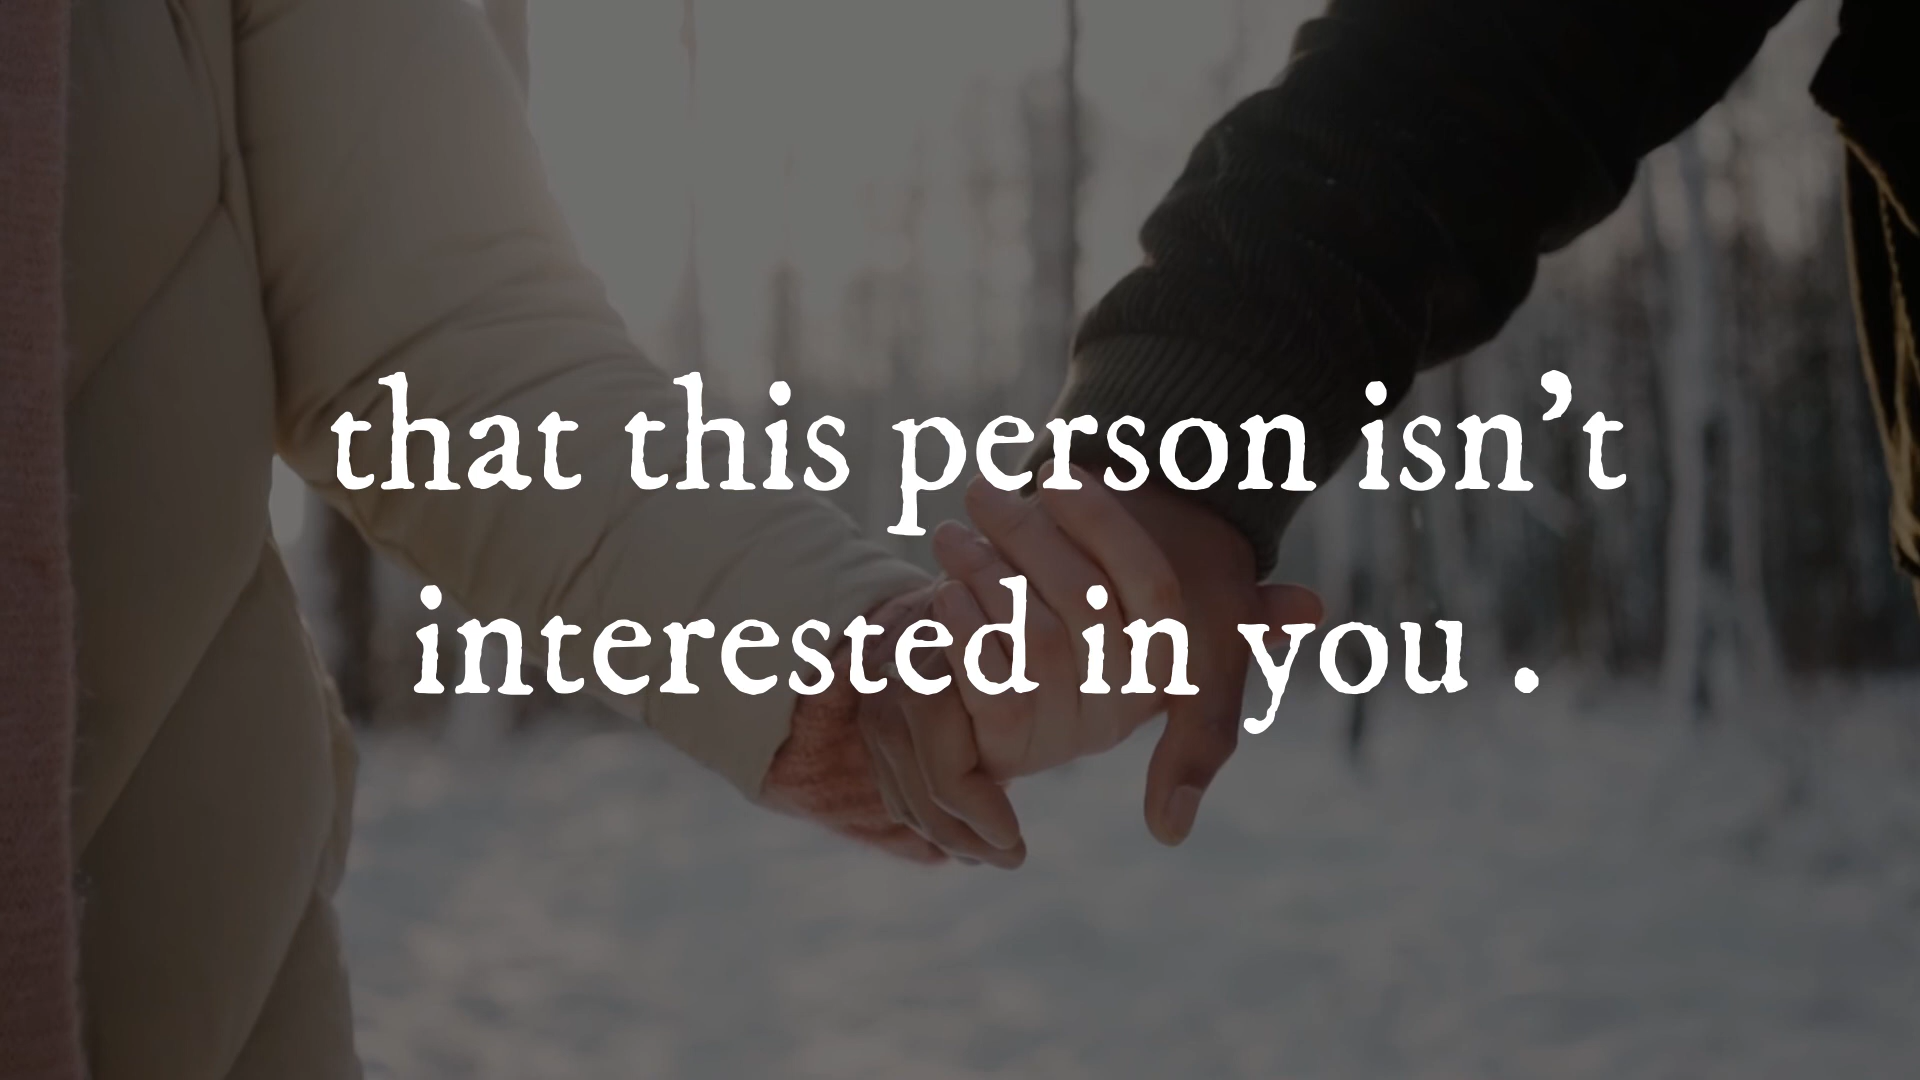 that this person isn’t
interested in you .